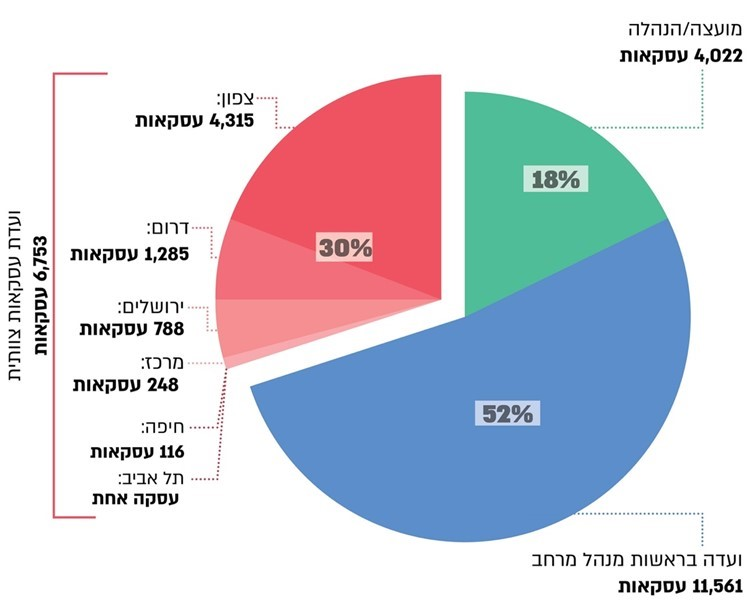 מועצה/הנהלה
4,022 עסקאות
18%
צפון:
4,315 עסקאות
30%
דרום:
1,285 עסקאות
ירושלים:
788 עסקאות
מרכז:
248 עסקאות
חיפה:
116 עסקאות
תל אביב:
עסקה אחת
ועדת עסקאות צוותית
6,753 עסקאות
52%
ועדה בראשות מנהל מרחב
11,561 עסקאות